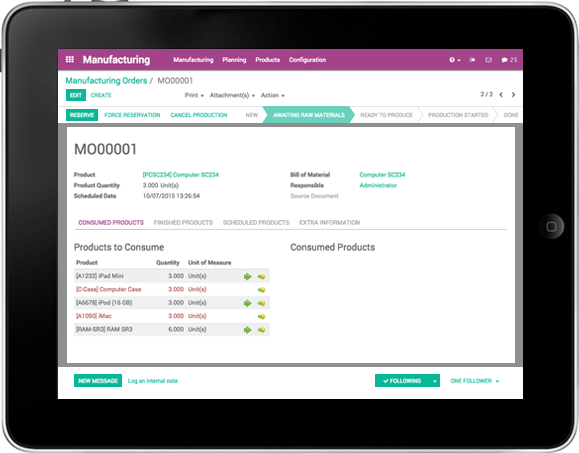 Manufacturing Manufacturing Planning Products Configuration 25
Manufacturing Orders / MO00001
EDIT CREATE Print Attachment(s) Action 2 / 2
RESERVE FORCE RESERVATION CANCEL PRODUCTION NEW AWAITING RAW MATERIALS READY TO PRODUCE PRODUCTION STARTED DONE
MO00001
Product [PCSC234] Computer SC234 Bill of Material Computer SC234
Product Quantity 3.000 Unit(s) Responsible Administrator
Scheduled Date 10/07/2015 13:26:54 Source Document
CONSUMED PRODUCTS FINISHED PRODUCTS SCHEDULED PRODUCTS EXTRA INFORMATION
Products to Consume Consumed Products
Product Quantity Unit of Measure
[A1232] iPad Mini 3.000 Unit(s)
[C-Case] Computer Case 3.000 Unit(s)
[A6678] iPod (16 GB) 3.000 Unit(s)
[A1090] iMac 3.000 Unit(s)
[RAM-SR3] RAM SR3 6.000 Unit(s)
NEW MESSAGE Log an internal note FOLLOWING ONE FOLLOWER